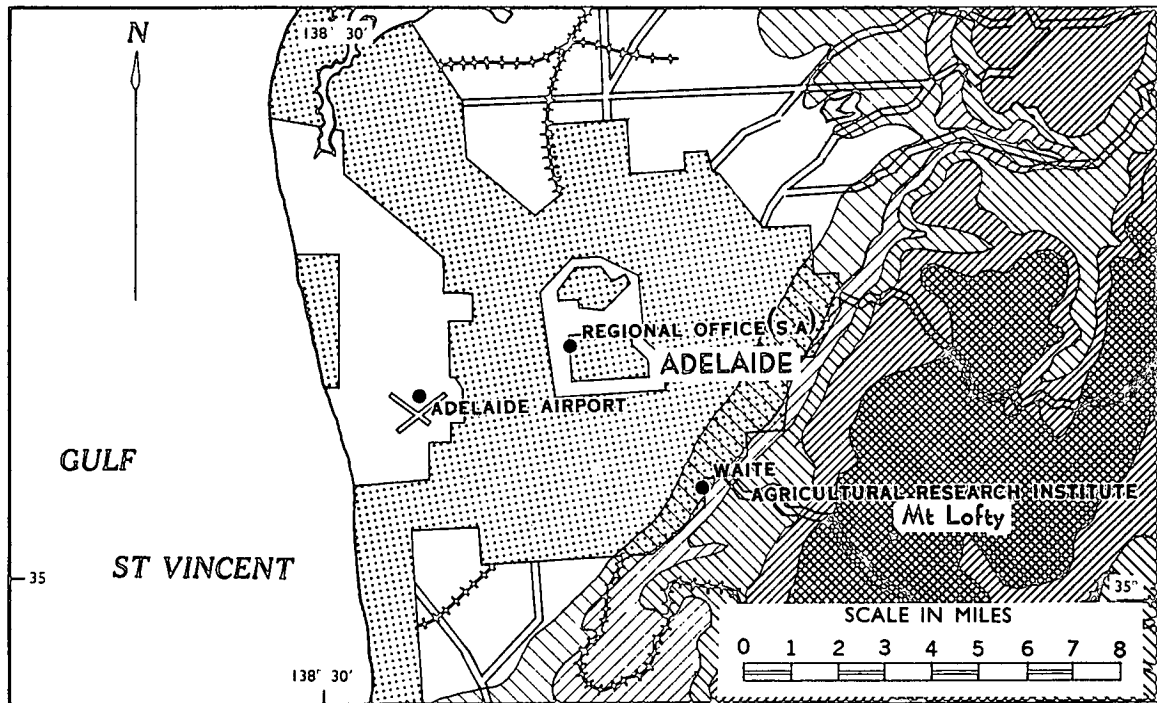 138° 30'
N
REGIONAL OFFICE (S.A)
ADELAIDE
ADELAIDE AIRPORT
GULF
WAITE
AGRICULTURAL RESEARCH INSTITUTE
Mt Lofty
ST VINCENT
35
35°
SCALE IN MILES
0 1 2 3 4 5 6 7 8
138° 30'